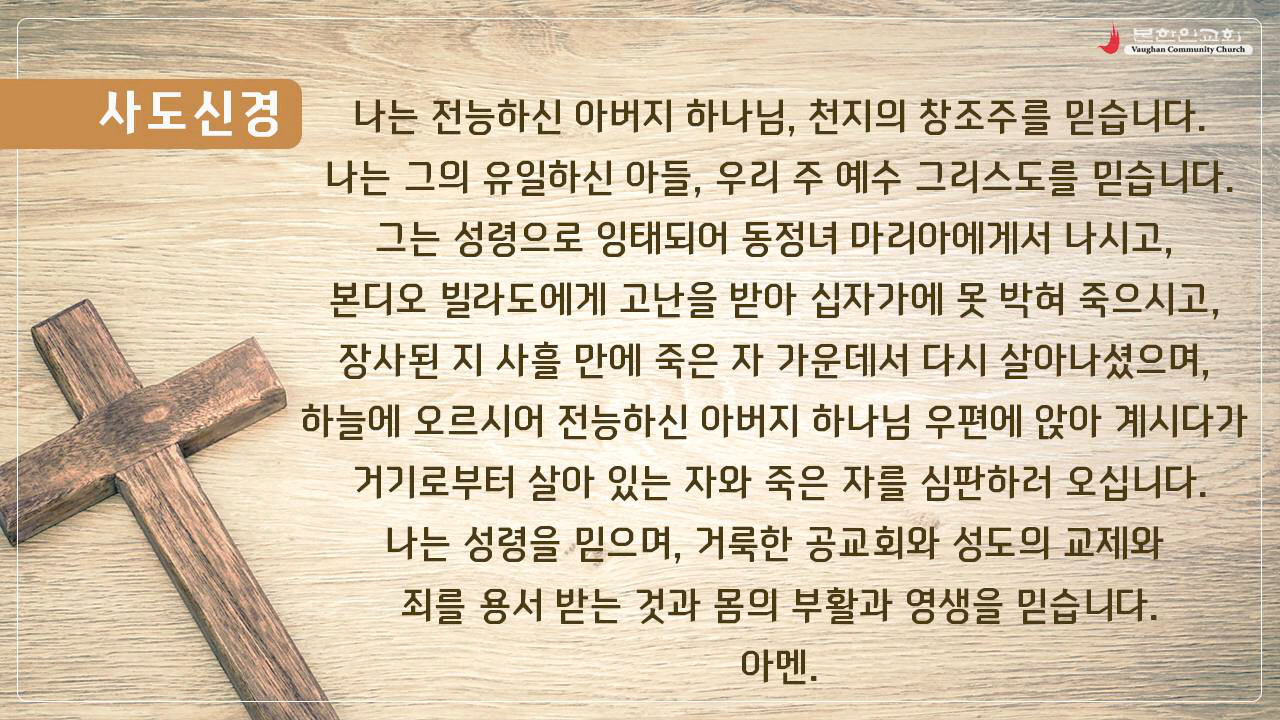 본한인교회
Vaughan Community Church
사도신경
나는 전능하신 아버지 하나님, 천지의 창조주를 믿습니다.
나는 그의 유일하신 아들, 우리 주 예수 그리스도를 믿습니다.
그는 성령으로 잉태되어 동정녀 마리아에게서 나시고,
본디오 빌라도에게 고난을 받아 십자가에 못 박혀 죽으시고,
장사된 지 사흘 만에 죽은 자 가운데서 다시 살아나셨으며,
하늘에 오르시어 전능하신 아버지 하나님 우편에 앉아 계시다가
거기로부터 살아 있는 자와 죽은 자를 심판하러 오십니다.
나는 성령을 믿으며, 거룩한 공교회와 성도의 교제와
죄를 용서 받는 것과 몸의 부활과 영생을 믿습니다.
아멘.